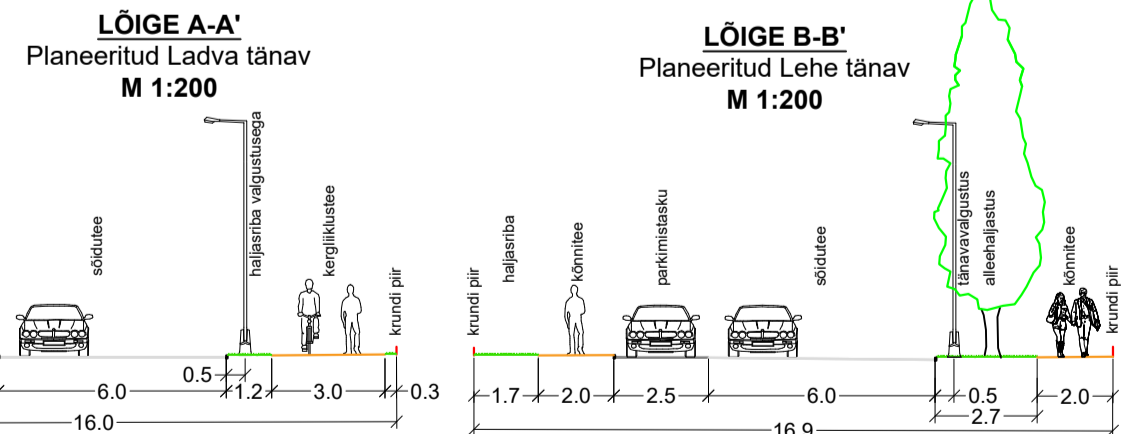 LÕIGE A-A'
Planeeritud Ladva tänav
M 1:200
sõidutee
haljasriba valgustusega
kergliiklustee
krundi piir
0.5
6.0
1.2
3.0
0.3
16.0
LÕIGE B-B'
Planeeritud Lehe tänav
M 1:200
krundi piir
haljasriba
kõnnitee
parkimistasku
sõidutee
tänavavalgustus
alleehaljastus
kõnnitee
krundi piir
1.7
2.0
2.5
6.0
0.5
2.0
2.7
16.9